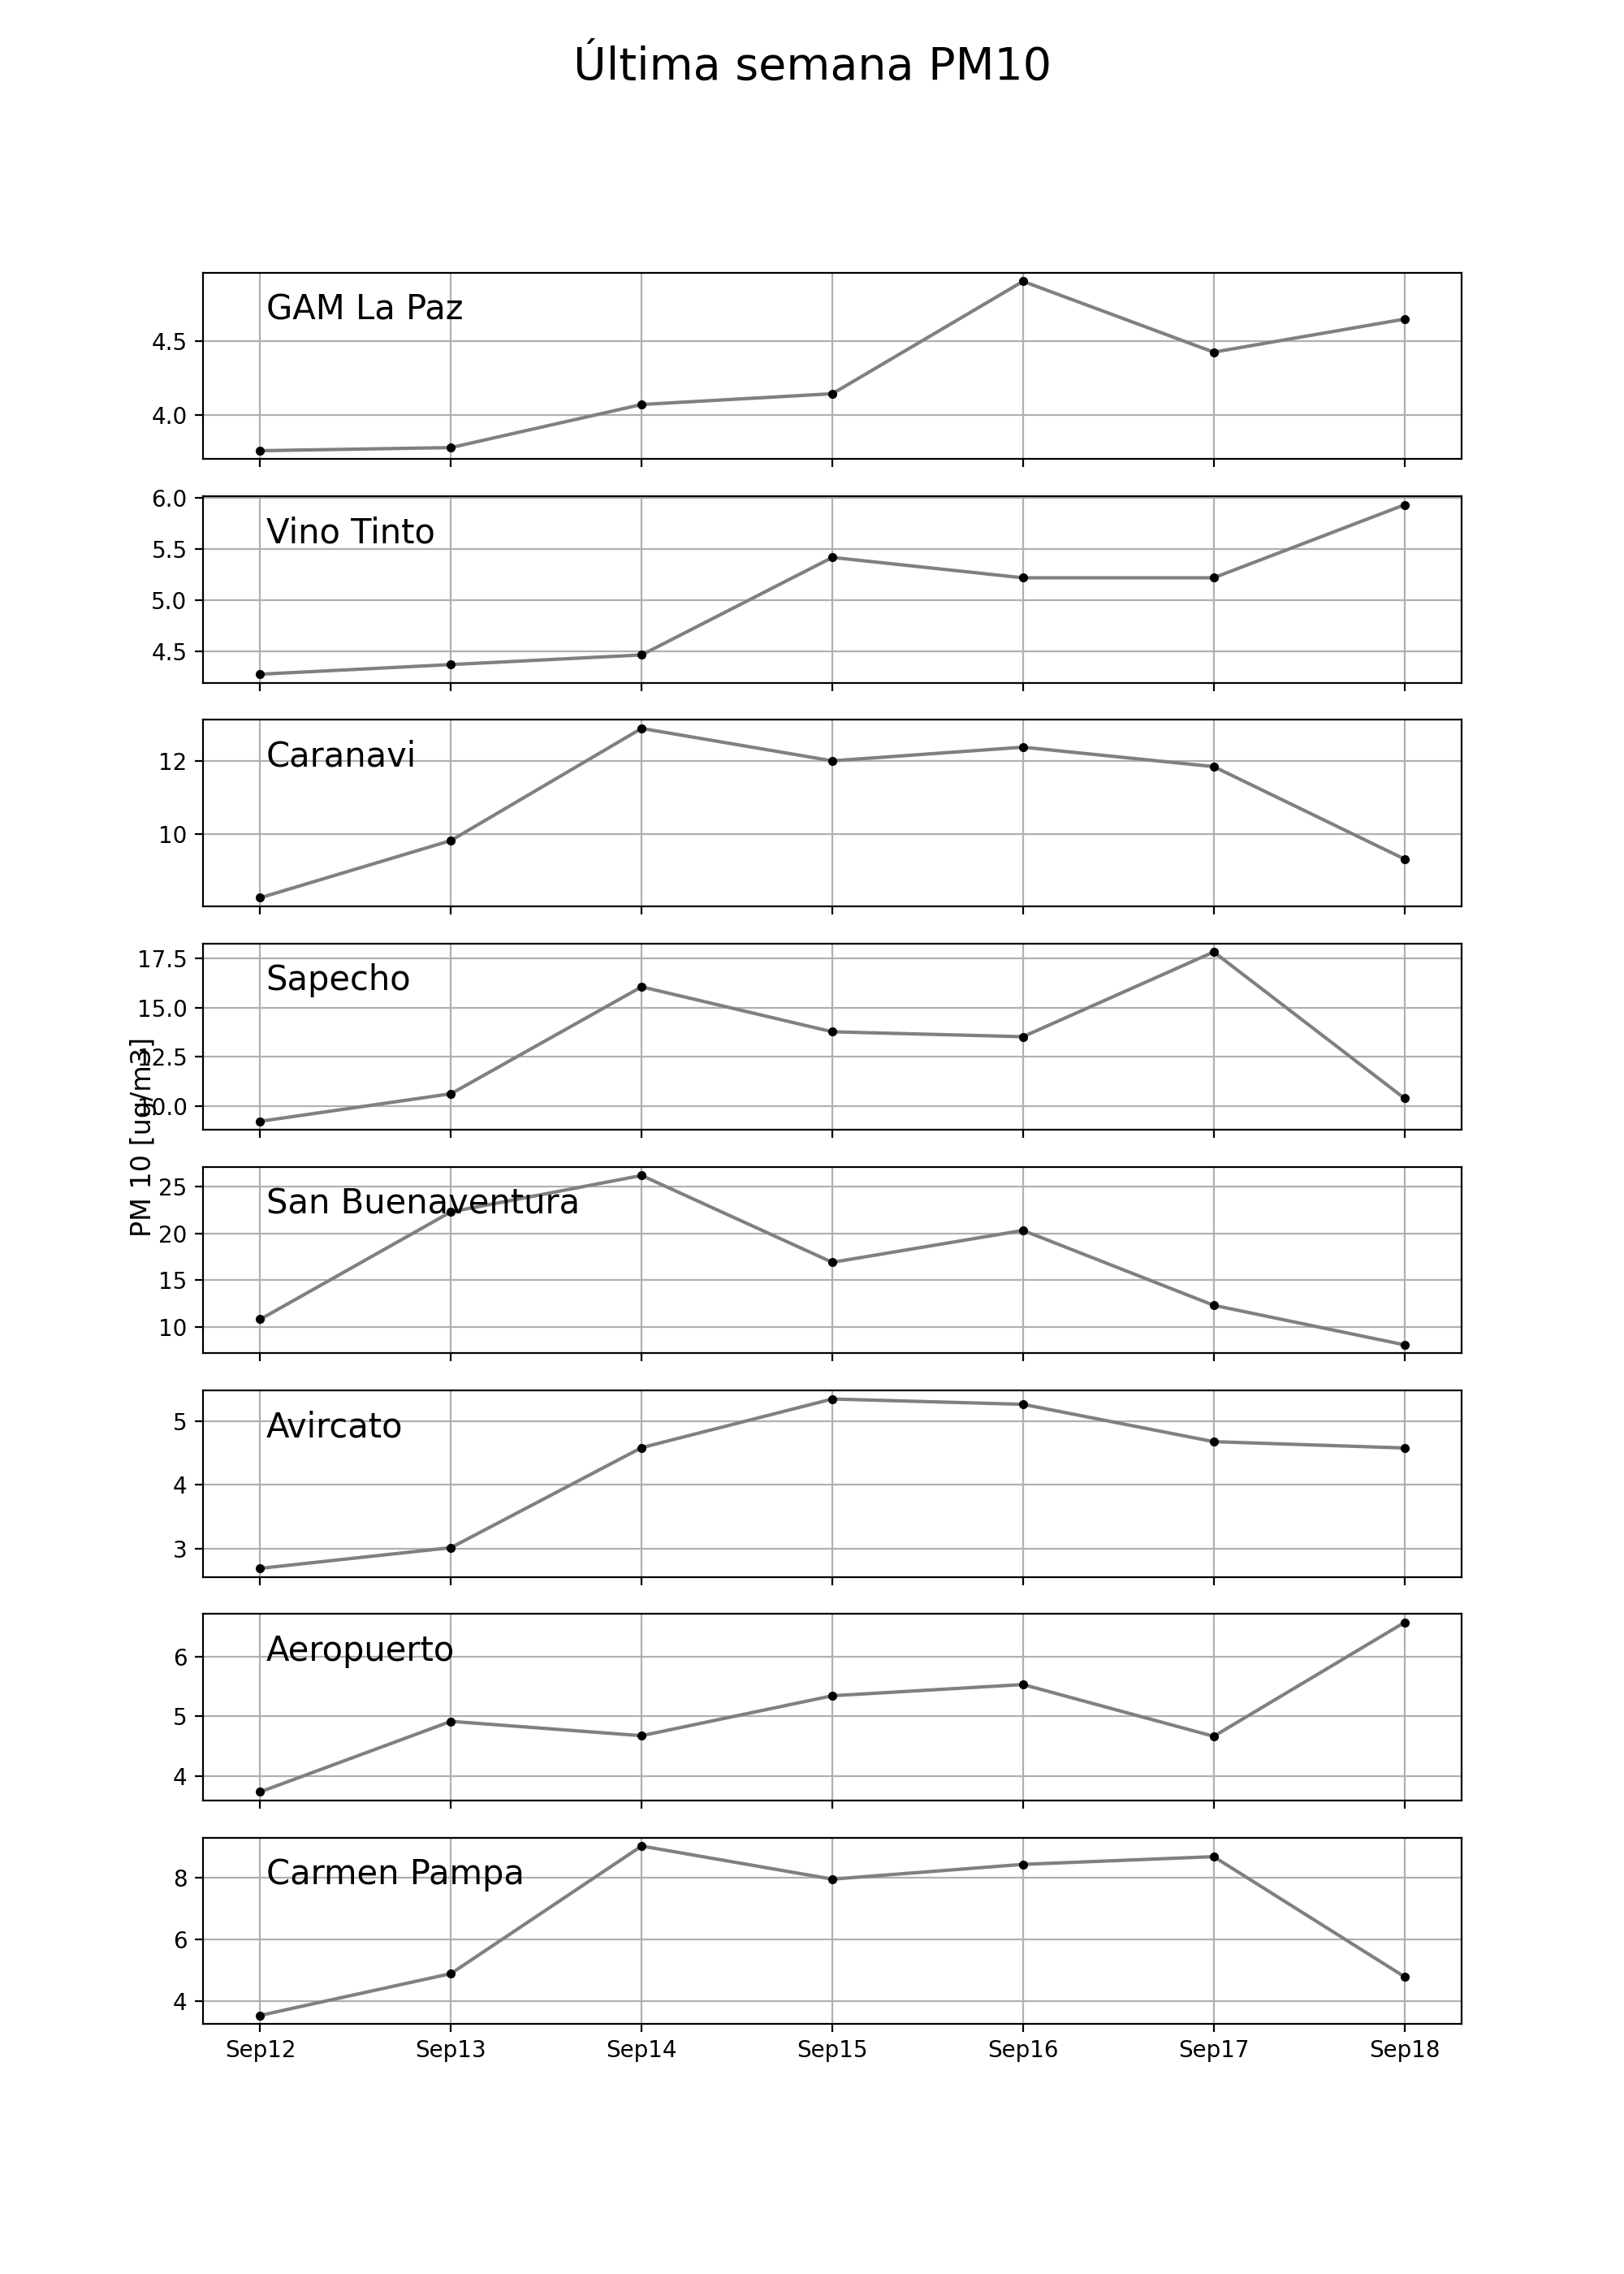 Última semana PM10
GAM La Paz
4.5
4.0
Vino Tinto
6.0
5.5
5.0
4.5
Caranavi
12
10
Sapecho
17.5
15.0
12.5
10.0
PM 10 [ug/m3]
San Buenaventura
25
20
15
10
Avircato
5
4
3
Aeropuerto
6
5
4
Carmen Pampa
8
6
4
Sep12 Sep13 Sep14 Sep15 Sep16 Sep17 Sep18